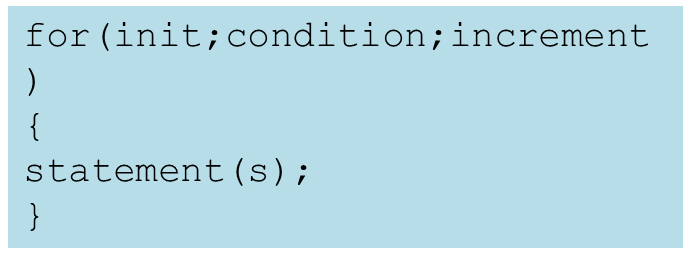 for(init;condition;increment
)
{
statement(s);
}